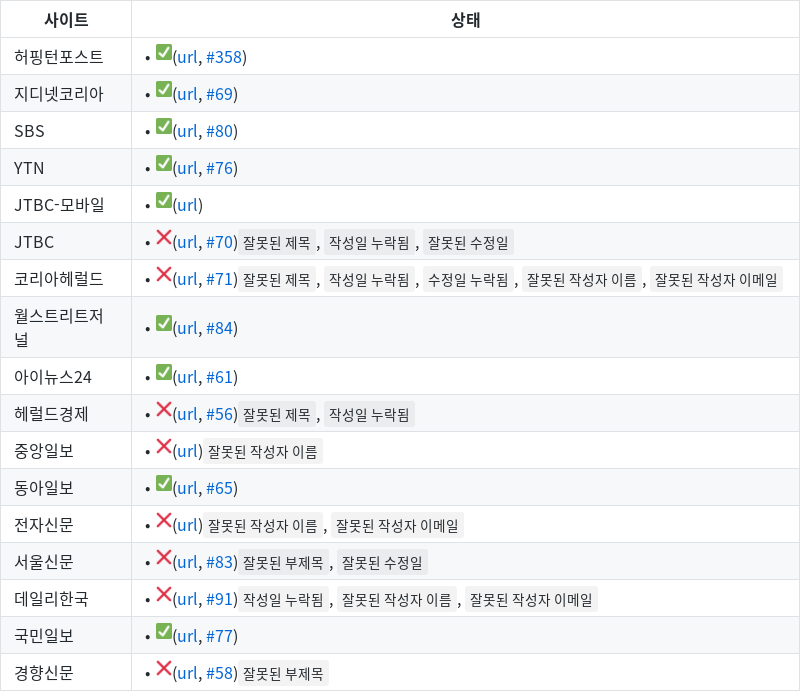 사이트 상태
허핑턴포스트 • ✅(url, #358)
지디넷코리아 • ✅(url, #69)
SBS • ✅(url, #80)
YTN • ✅(url, #76)
JTBC-모바일 • ✅(url)
JTBC • ❌(url, #70) 잘못된 제목 , 작성일 누락됨 , 잘못된 수정일
코리아헤럴드 • ❌(url, #71) 잘못된 제목 , 작성일 누락됨 , 수정일 누락됨 , 잘못된 작성자 이름 , 잘못된 작성자 이메일
월스트리트저
널 • ✅(url, #84)
아이뉴스24 • ✅(url, #61)
헤럴드경제 • ❌(url, #56) 잘못된 제목 , 작성일 누락됨
중앙일보 • ❌(url) 잘못된 작성자 이름
동아일보 • ✅(url, #65)
전자신문 • ❌(url) 잘못된 작성자 이름 , 잘못된 작성자 이메일
서울신문 • ❌(url, #83) 잘못된 부제목 , 잘못된 수정일
데일리한국 • ❌(url, #91) 작성일 누락됨 , 잘못된 작성자 이름 , 잘못된 작성자 이메일
국민일보 • ✅(url, #77)
경향신문 • ❌(url, #58) 잘못된 부제목